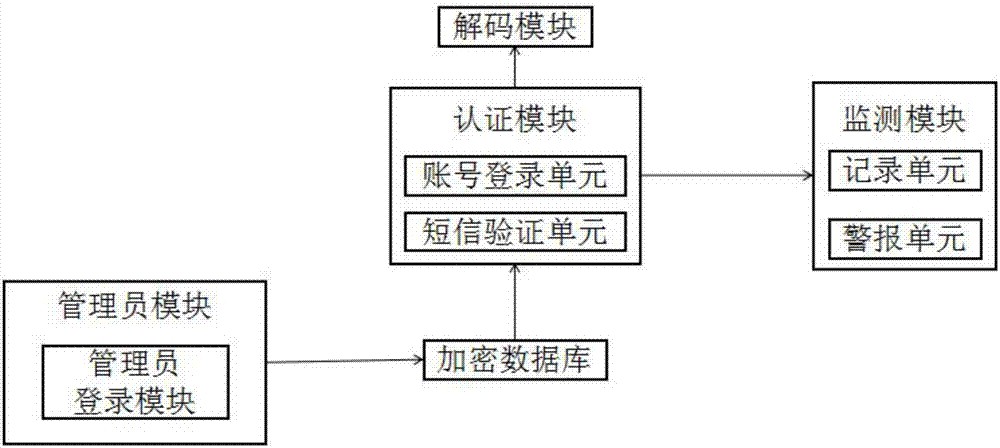 解码模块
认证模块
账号登录单元
短信验证单元
监测模块
记录单元
警报单元
管理员模块
管理员
登录模块
加密数据库